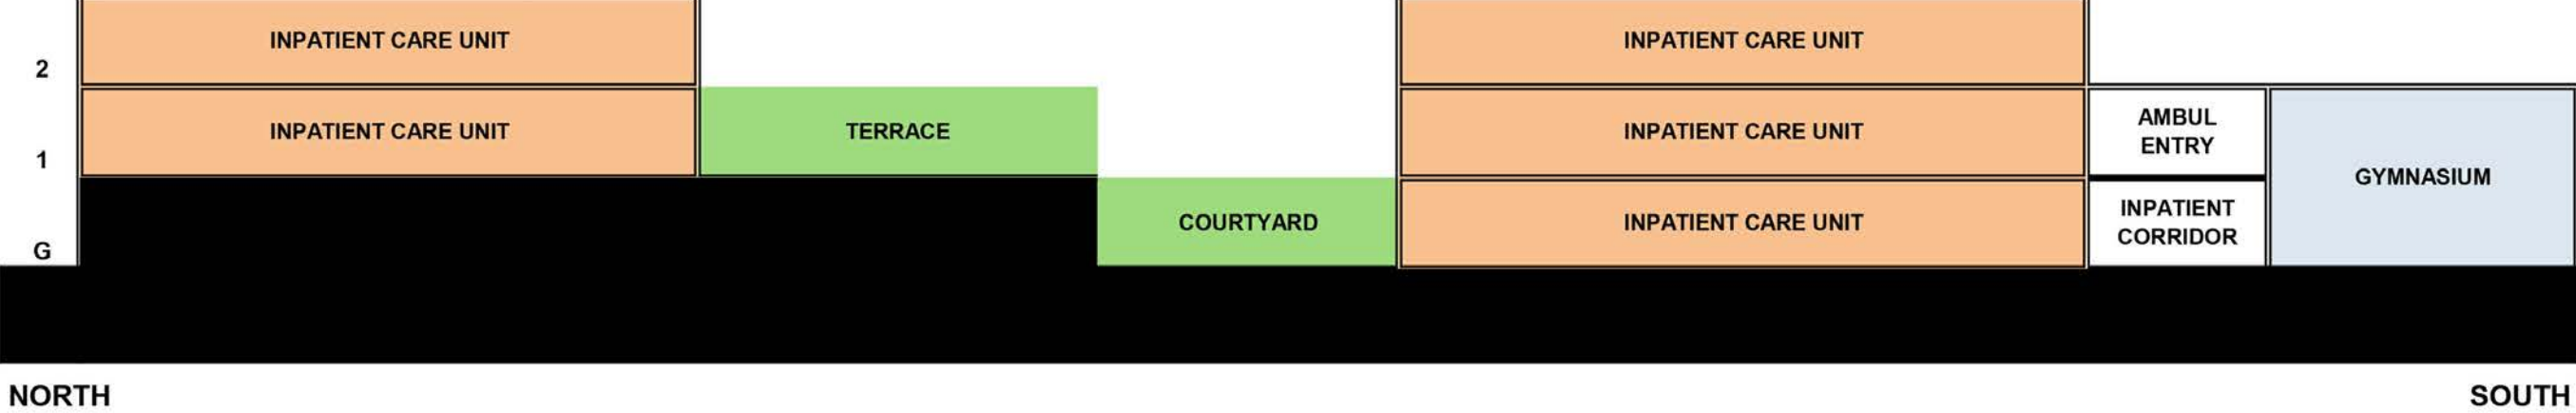 INPATIENT CARE UNIT
INPATIENT CARE UNIT
2
INPATIENT CARE UNIT
TERRACE
INPATIENT CARE UNIT
AMBUL
ENTRY
1
GYMNASIUM
COURTYARD
INPATIENT CARE UNIT
INPATIENT
CORRIDOR
G
NORTH
SOUTH